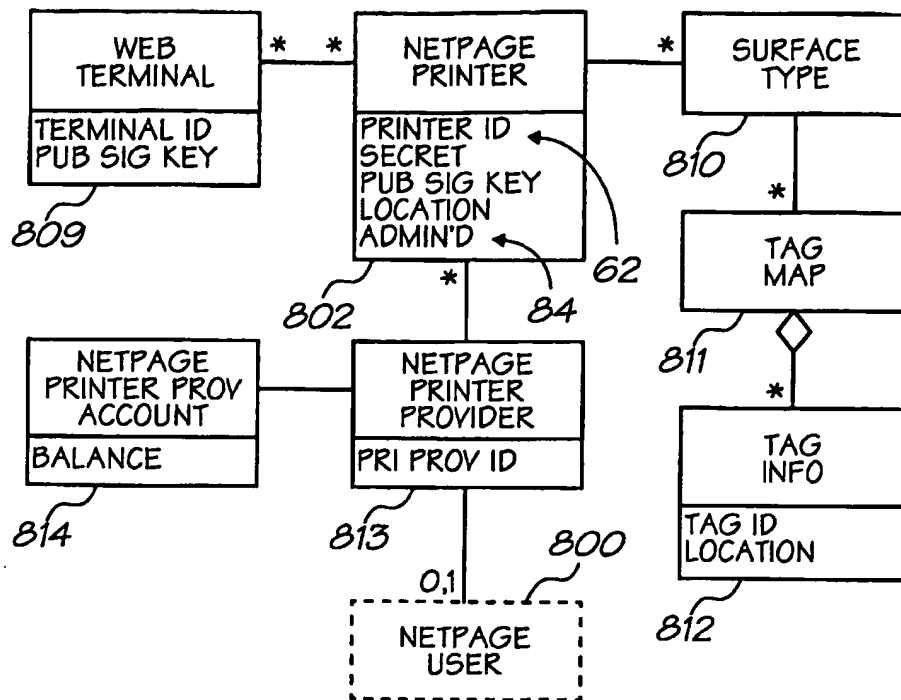 WEB
TERMINAL
TERMINAL ID
PUB SIG KEY
809
* *
NETPAGE
PRINTER
PRINTER ID
SECRET
PUB SIG KEY
LOCATION
ADMIN'D
802
84
62
*
SURFACE
TYPE
810
*
TAG
MAP
811
*
TAG
INFO
TAG ID
LOCATION
812
*
NETPAGE
PRINTER PROV
ACCOUNT
BALANCE
814
NETPAGE
PRINTER
PROVIDER
PRI PROV ID
813
0,1
800
NETPAGE
USER